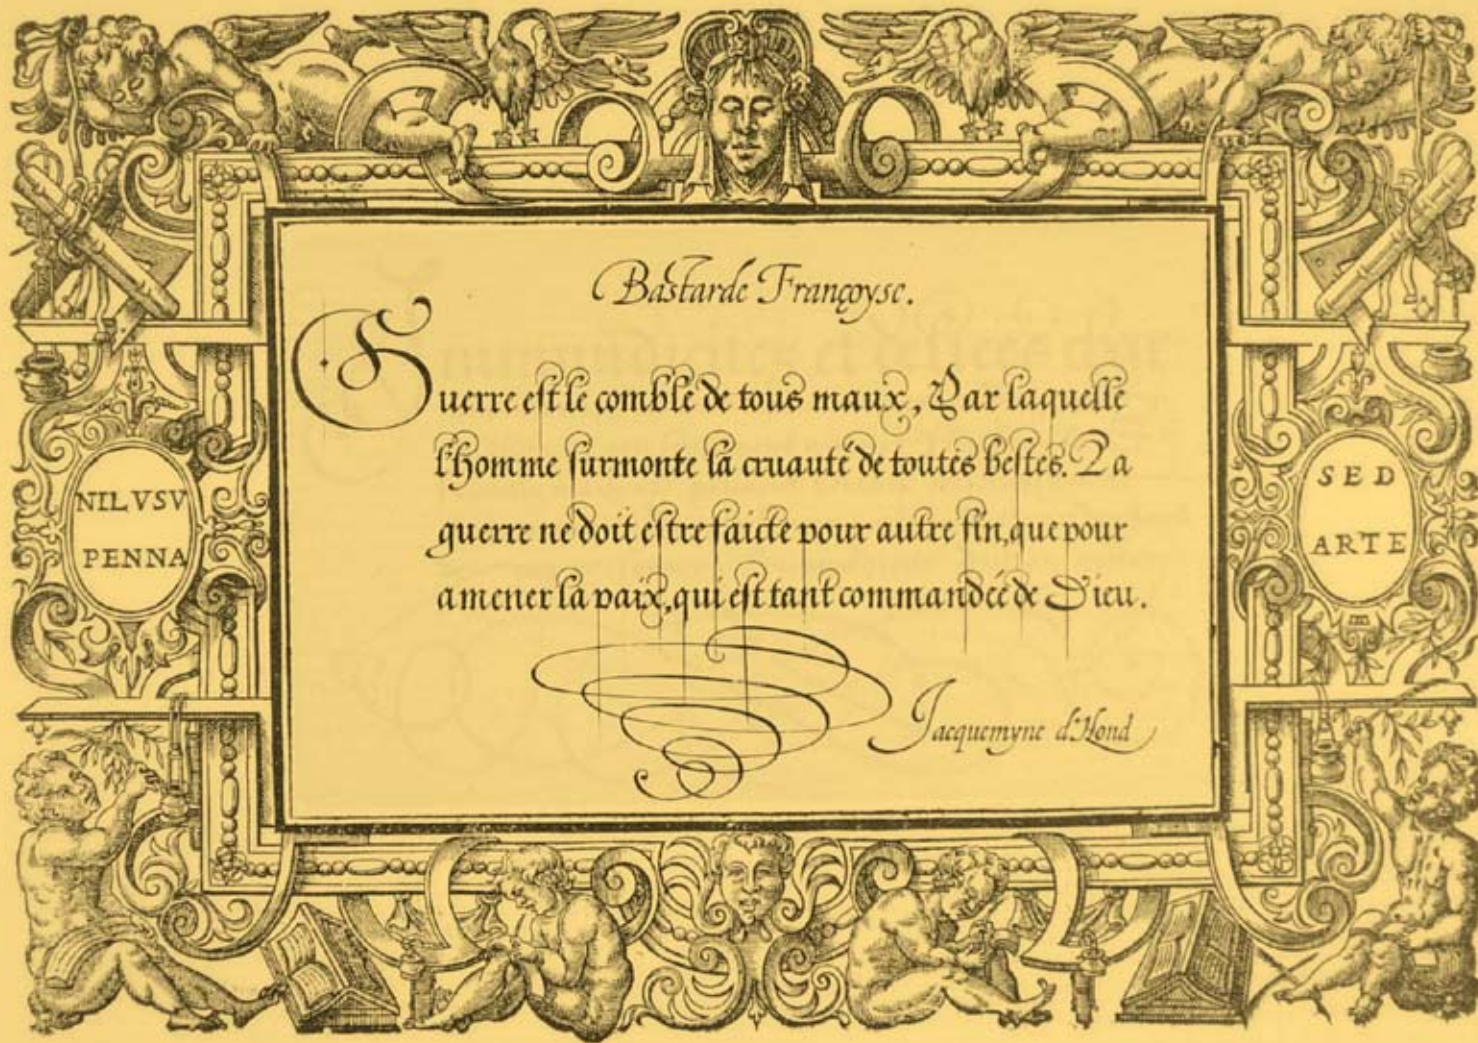 Bastarde Françoyse.
Guerre est le comble de tous maux, Par laquelle
l'homme surmonte la cruauté de toutes bestes. La
guerre ne doit estre faicte pour autre fin, que pour
amener la paix, qui est tant commandée de Dieu.
Jacquemyne d'Hond
NIL VSV
PENNA
SED
ARTE